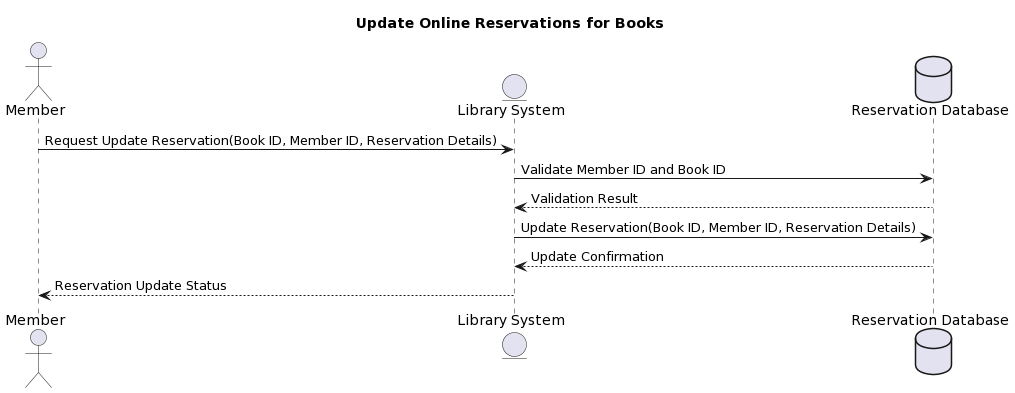 Update Online Reservations for Books
Member
Library System
Reservation Database
Request Update Reservation(Book ID, Member ID, Reservation Details)
Validate Member ID and Book ID
Validation Result
Update Reservation(Book ID, Member ID, Reservation Details)
Update Confirmation
Reservation Update Status
Member
Library System
Reservation Database